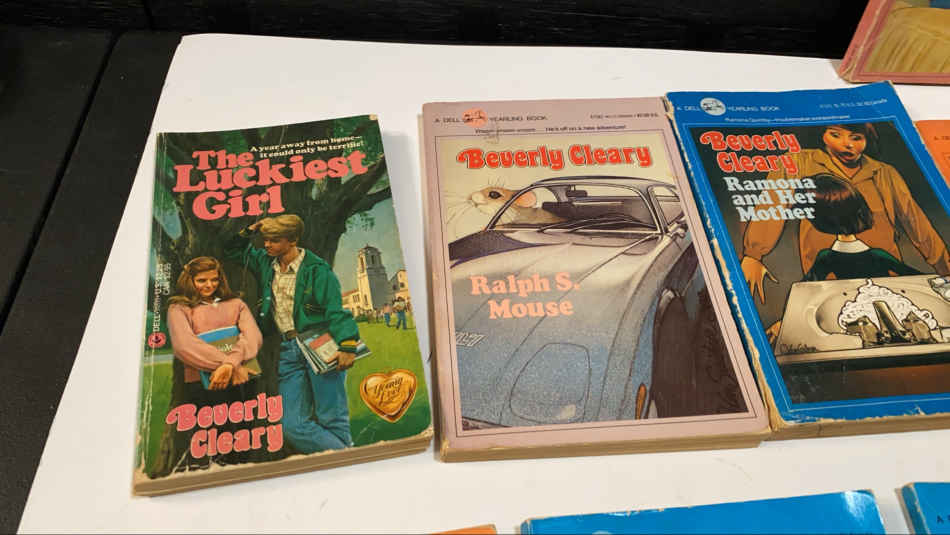 A year away from home...
it could only be terrific!
The
Luckiest
Girl
Young
Love
Beverly
Cleary
A DELL
YEARLING BOOK
He's off on a new adventure!
Beverly Cleary
Ralph S.
Mouse
A DELL
YEARLING BOOK
Beverly
Cleary
Ramona
and Her
Mother